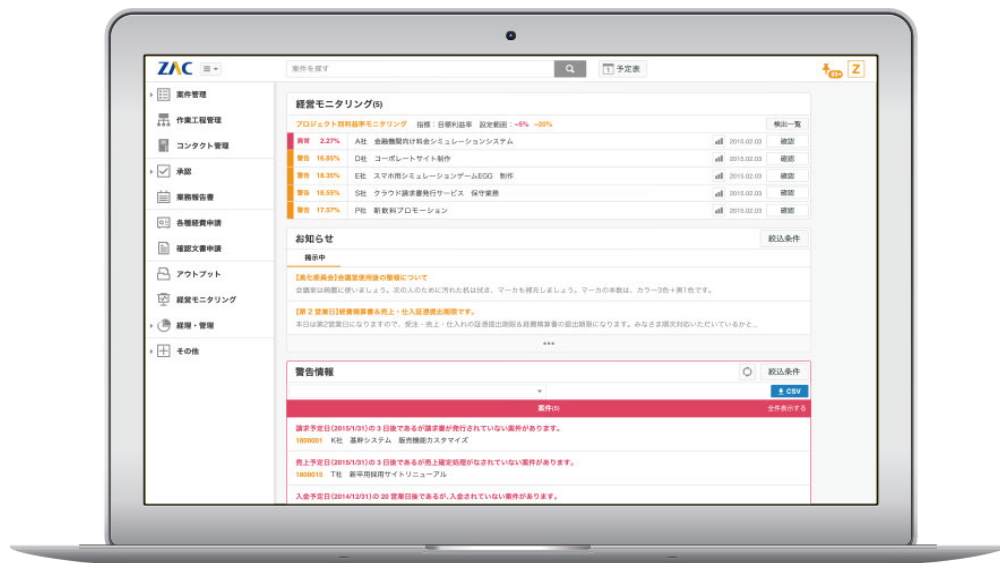 ZAC
案件を探す
1 予定表
99+
Z
案件管理
作業工程管理
コンタクト管理
承認
業務報告書
各種経費申請
確認文書申請
アウトプット
経営モニタリング
経理・管理
その他
経営モニタリング(5)
プロジェクト別利益率モニタリング 指標：目標利益率 設定範囲：-5% -20%
検出一覧
異常 2.27% A社 金融機関向け料金シミュレーションシステム 2015.02.03 確認
警告 16.85% D社 コーポレートサイト制作 2015.02.03 確認
警告 18.35% E社 スマホ用シミュレーションゲームEGG 制作 2015.02.03 確認
警告 18.55% S社 クラウド請求書発行サービス 保守業務 2015.02.03 確認
警告 17.57% P社 新飲料プロモーション 2015.02.03 確認
お知らせ
絞込条件
掲示中
【美化委員会】会議室使用後の整備について
会議室は綺麗に使いましょう。次の人のために汚れた机は拭き、マーカも補充しましょう。マーカの本数は、カラー3色＋黒1色です。
【第 2 営業日】経費精算書＆売上・仕入証憑提出期限です。
本日は第2営業日になりますので、受注・売上・仕入れの証憑提出期限＆経費精算書の提出期限になります。みなさま順次対応いただいているかと...
警告情報
絞込条件
CSV
案件(5)
全件表示する
請求予定日(2015/1/31)の 3 日後であるが請求書が発行されていない案件があります。
1800001 K社 基幹システム 販売機能カスタマイズ
売上予定日(2015/1/31)の 3 日後であるが売上確定処理がなされていない案件があります。
1800015 T社 新卒用採用サイトリニューアル
入金予定日(2014/12/31)の 20 営業日後であるが、入金されていない案件があります。